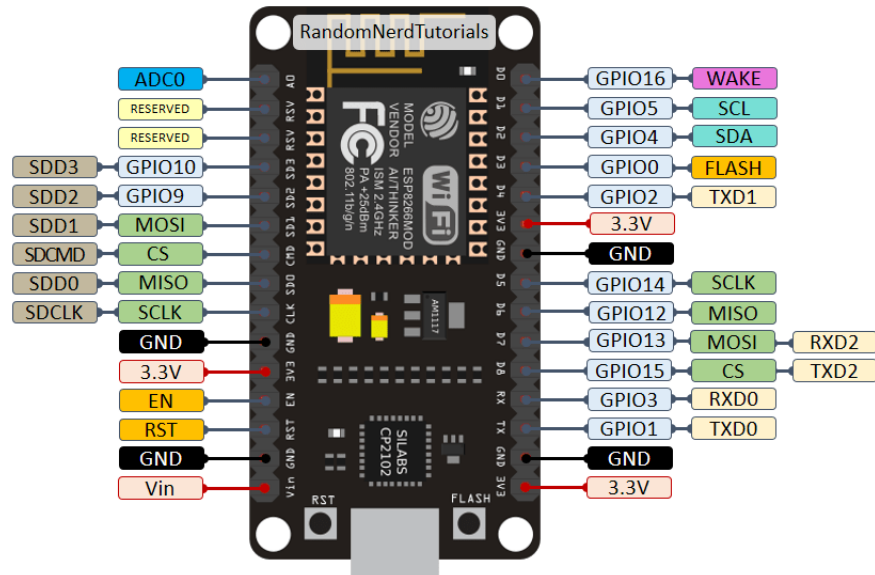 RandomNerdTutorials
ADC0 A0 D0 GPIO16 WAKE
RESERVED RSV D1 GPIO5 SCL
RESERVED RSV D2 GPIO4 SDA
SDD3 GPIO10 SD3 D3 GPIO0 FLASH
SDD2 GPIO9 SD2 D4 GPIO2 TXD1
SDD1 MOSI SD1 3V3 3.3V
SDCMD CS CMD GND GND
SDD0 MISO SD0 D5 GPIO14 SCLK
SDCLK SCLK CLK D6 GPIO12 MISO
GND GND D7 GPIO13 MOSI RXD2
3.3V 3V3 D8 GPIO15 CS TXD2
EN EN RX GPIO3 RXD0
RST RST TX GPIO1 TXD0
GND GND GND GND
Vin Vin 3V3 3.3V
MODEL ESP8266MOD
VENDOR AI/THINKER
ISM 2.4GHz
PA +25dBm
802.11b/g/n
FC
Wi Fi
AM1117
SILABS
CP2102
RST
FLASH